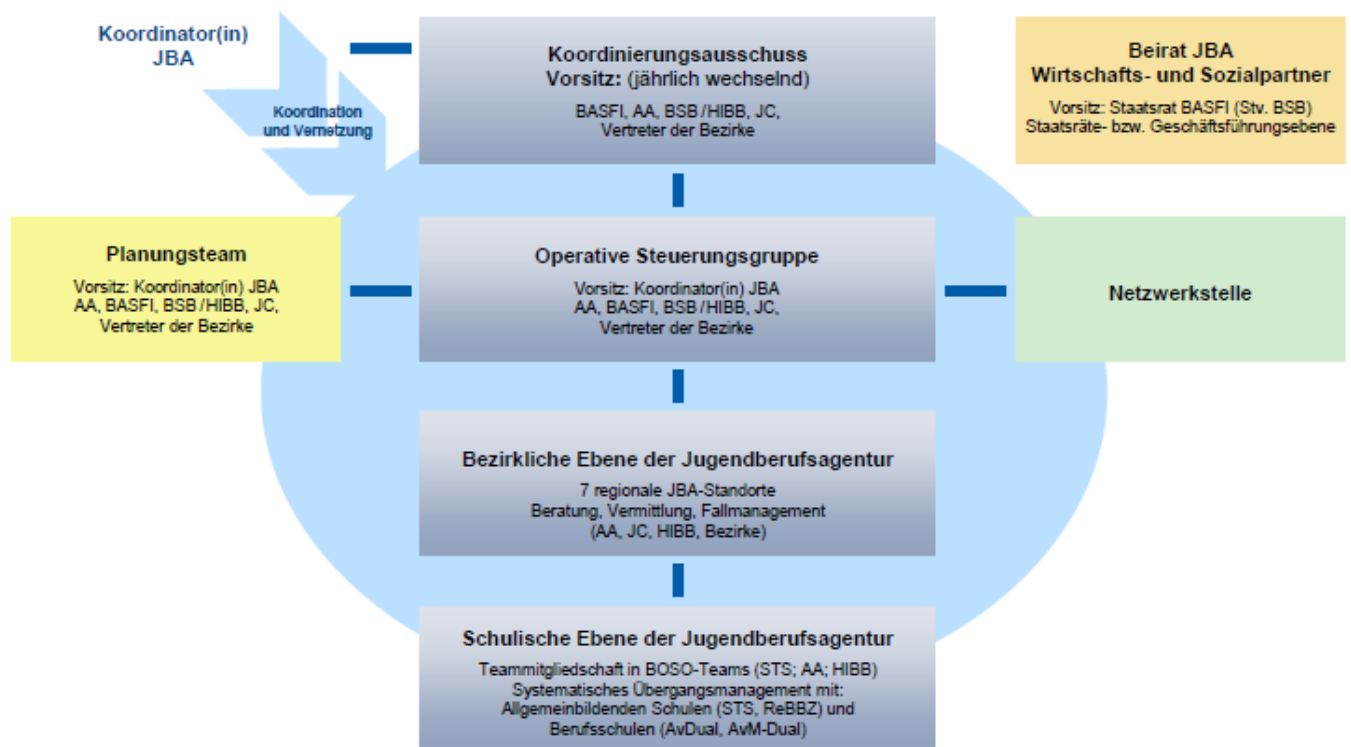 Koordinator(in)
JBA
Koordination
und Vernetzung
Koordinierungsausschuss
Vorsitz: (jährlich wechselnd)
BASFI, AA, BSB/HIBB, JC,
Vertreter der Bezirke
Beirat JBA
Wirtschafts- und Sozialpartner
Vorsitz: Staatsrat BASFI (Stv. BSB)
Staatsräte- bzw. Geschäftsführungsebene
Planungsteam
Vorsitz: Koordinator(in) JBA
AA, BASFI, BSB/HIBB, JC,
Vertreter der Bezirke
Operative Steuerungsgruppe
Vorsitz: Koordinator(in) JBA
AA, BASFI, BSB/HIBB, JC,
Vertreter der Bezirke
Netzwerkstelle
Bezirkliche Ebene der Jugendberufsagentur
7 regionale JBA-Standorte
Beratung, Vermittlung, Fallmanagement
(AA, JC, HIBB, Bezirke)
Schulische Ebene der Jugendberufsagentur
Teammitgliedschaft in BOSO-Teams (STS; AA; HIBB)
Systematisches Übergangsmanagement mit:
Allgemeinbildenden Schulen (STS, ReBBZ) und
Berufsschulen (AvDual, AvM-Dual)